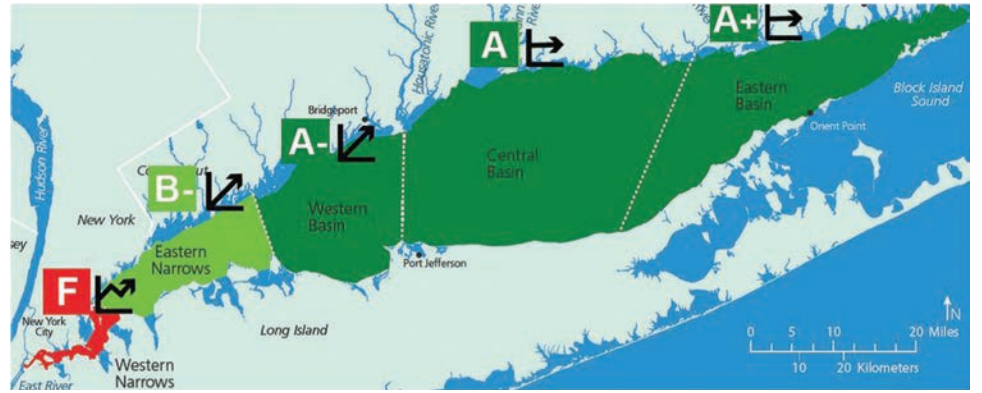 A+
A
River
Housatonic River
Eastern
Basin
Block Island
Sound
Bridgeport
Orient Point
A-
Central
Basin
B-
Hudson River
New York
Western
Basin
Eastern
Narrows
sey
Port Jefferson
F
New York
City
Long Island
N
0 5 10 20 Miles
10 20 Kilometers
Western
Narrows
East River